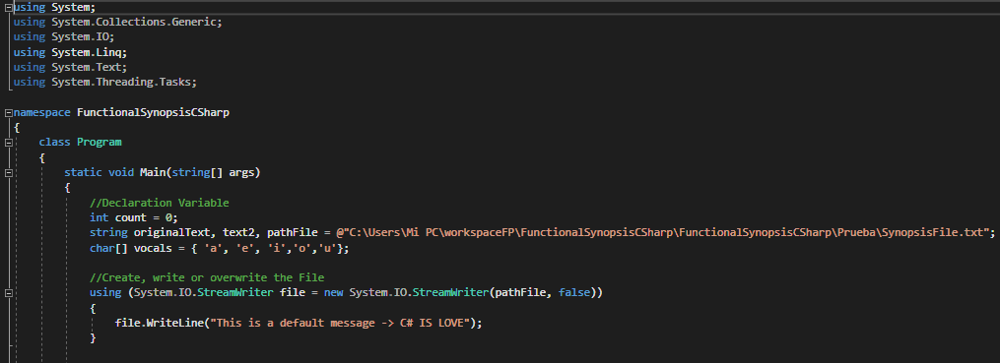 using System;
using System.Collections.Generic;
using System.IO;
using System.Linq;
using System.Text;
using System.Threading.Tasks;
namespace FunctionalSynopsisCSharp
{
class Program
{
static void Main(string[] args)
{
//Declaration Variable
int count = 0;
string originalText, text2, pathFile = @"C:\Users\Mi PC\workspaceFP\FunctionalSynopsisCSharp\FunctionalSynopsisCSharp\Prueba\SynopsisFile.txt";
char[] vocals = { 'a', 'e', 'i','o','u'};
//Create, write or overwrite the File
using (System.IO.StreamWriter file = new System.IO.StreamWriter(pathFile, false))
{
file.WriteLine("This is a default message -> C# IS LOVE");
}